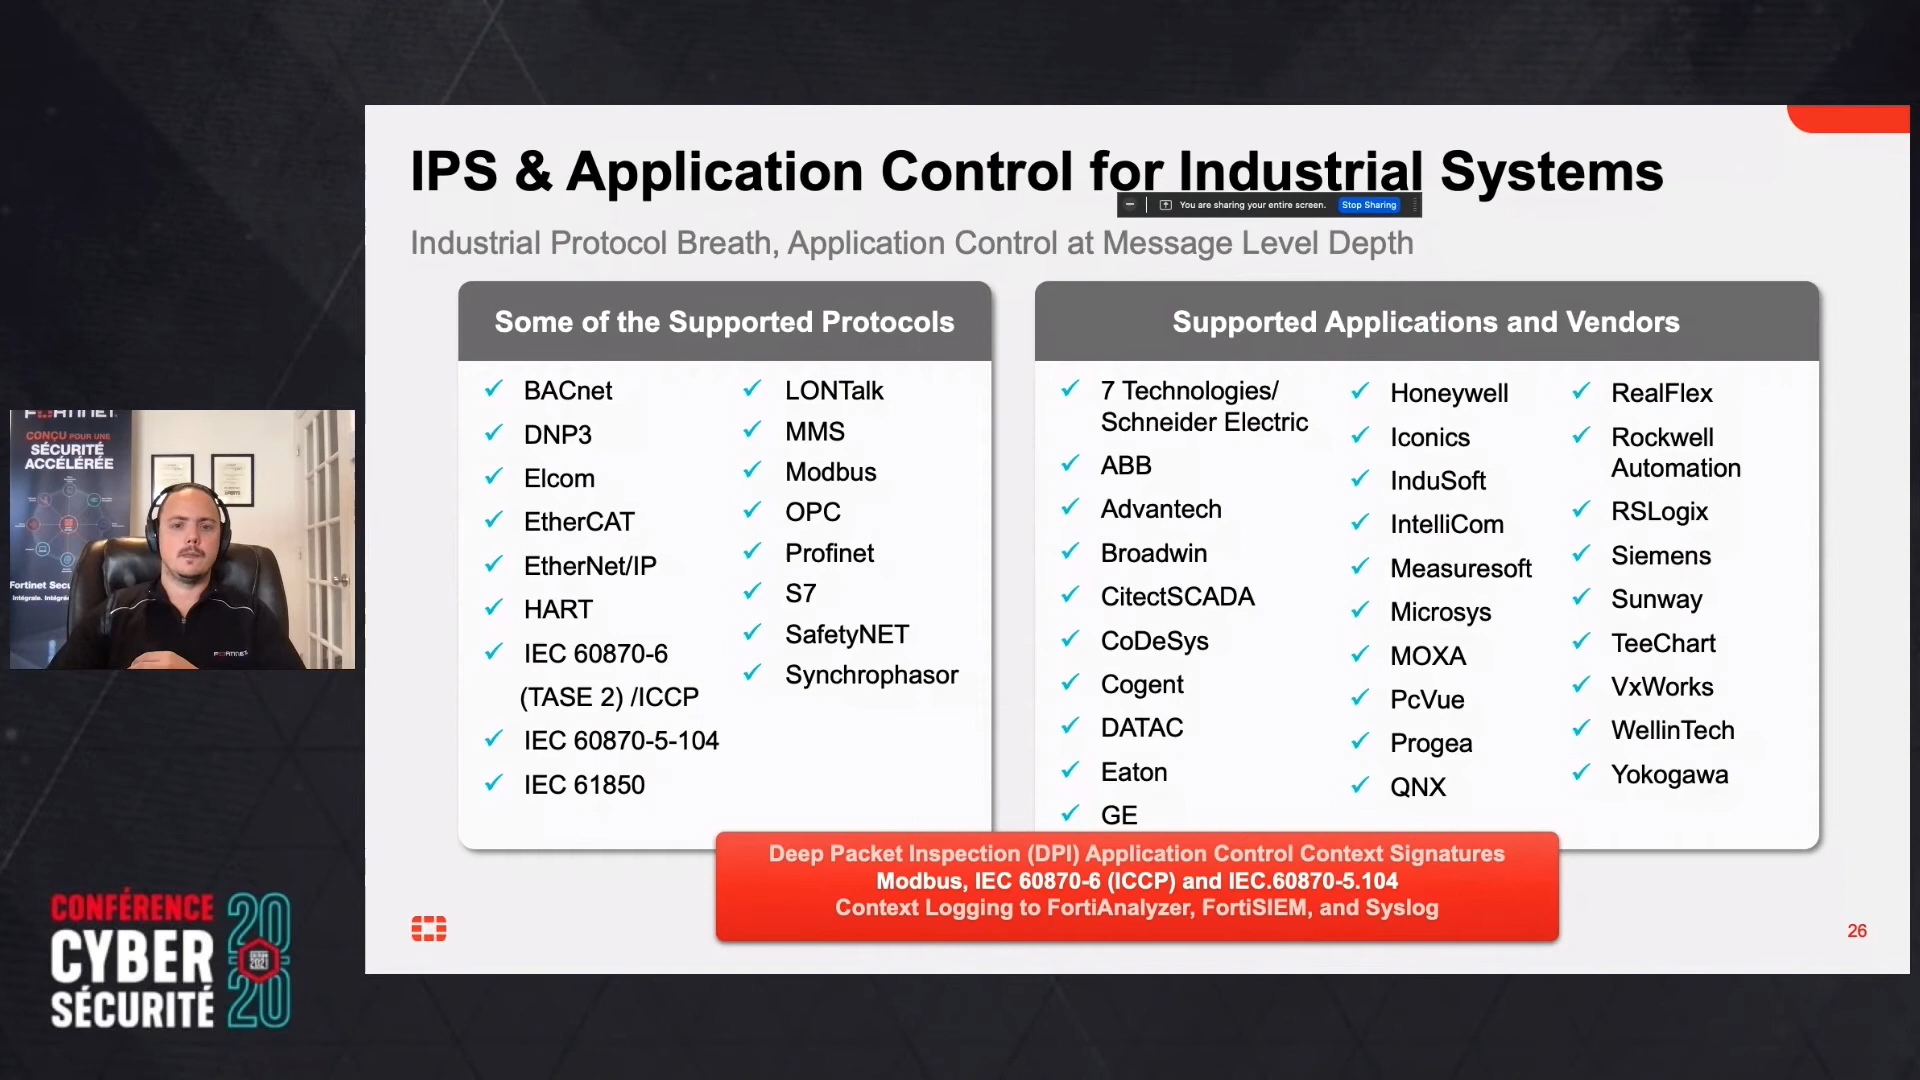 IPS & Application Control for Industrial Systems
You are sharing your entire screen. Stop Sharing
Industrial Protocol Breath, Application Control at Message Level Depth
Some of the Supported Protocols
BACnet
DNP3
Elcom
EtherCAT
EtherNet/IP
HART
IEC 60870-6
(TASE 2) /ICCP
IEC 60870-5-104
IEC 61850
LONTalk
MMS
Modbus
OPC
Profinet
S7
SafetyNET
Synchrophasor
Supported Applications and Vendors
7 Technologies/
Schneider Electric
ABB
Advantech
Broadwin
CitectSCADA
CoDeSys
Cogent
DATAC
Eaton
GE
Honeywell
Iconics
InduSoft
IntelliCom
Measuresoft
Microsys
MOXA
PcVue
Progea
QNX
RealFlex
Rockwell
Automation
RSLogix
Siemens
Sunway
TeeChart
VxWorks
WellinTech
Yokogawa
Deep Packet Inspection (DPI) Application Control Context Signatures
Modbus, IEC 60870-6 (ICCP) and IEC.60870-5.104
Context Logging to FortiAnalyzer, FortiSIEM, and Syslog
26
FORTINET
CONÇU POUR UNE
SÉCURITÉ
ACCÉLÉRÉE
Fortinet Secu
FORTINET
CONFÉRENCE
CYBER
SÉCURITÉ
20
20
2021